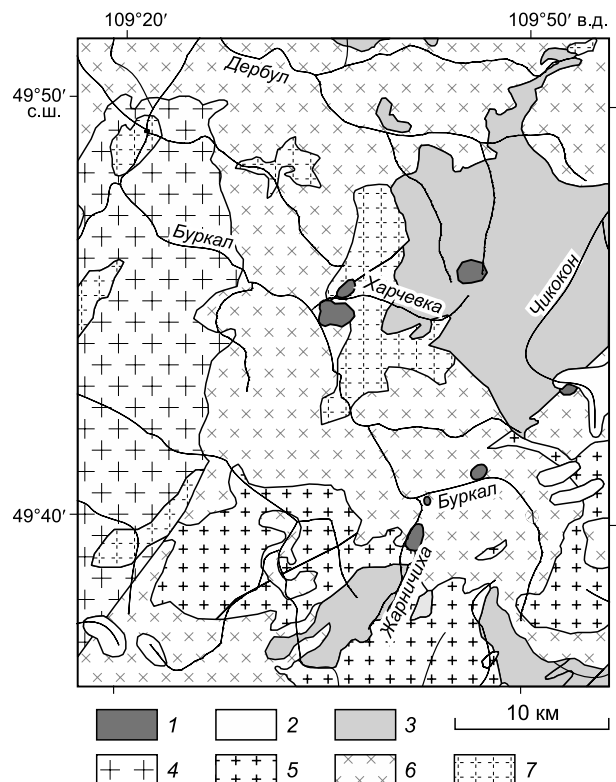 109°20′ 109°50′ в.д.
49°50′
с.ш.
Дербул
Буркал
Харчевка
Чикокон
49°40′
Буркал
Жарничиха
1 2 3 10 км
4 5 6 7